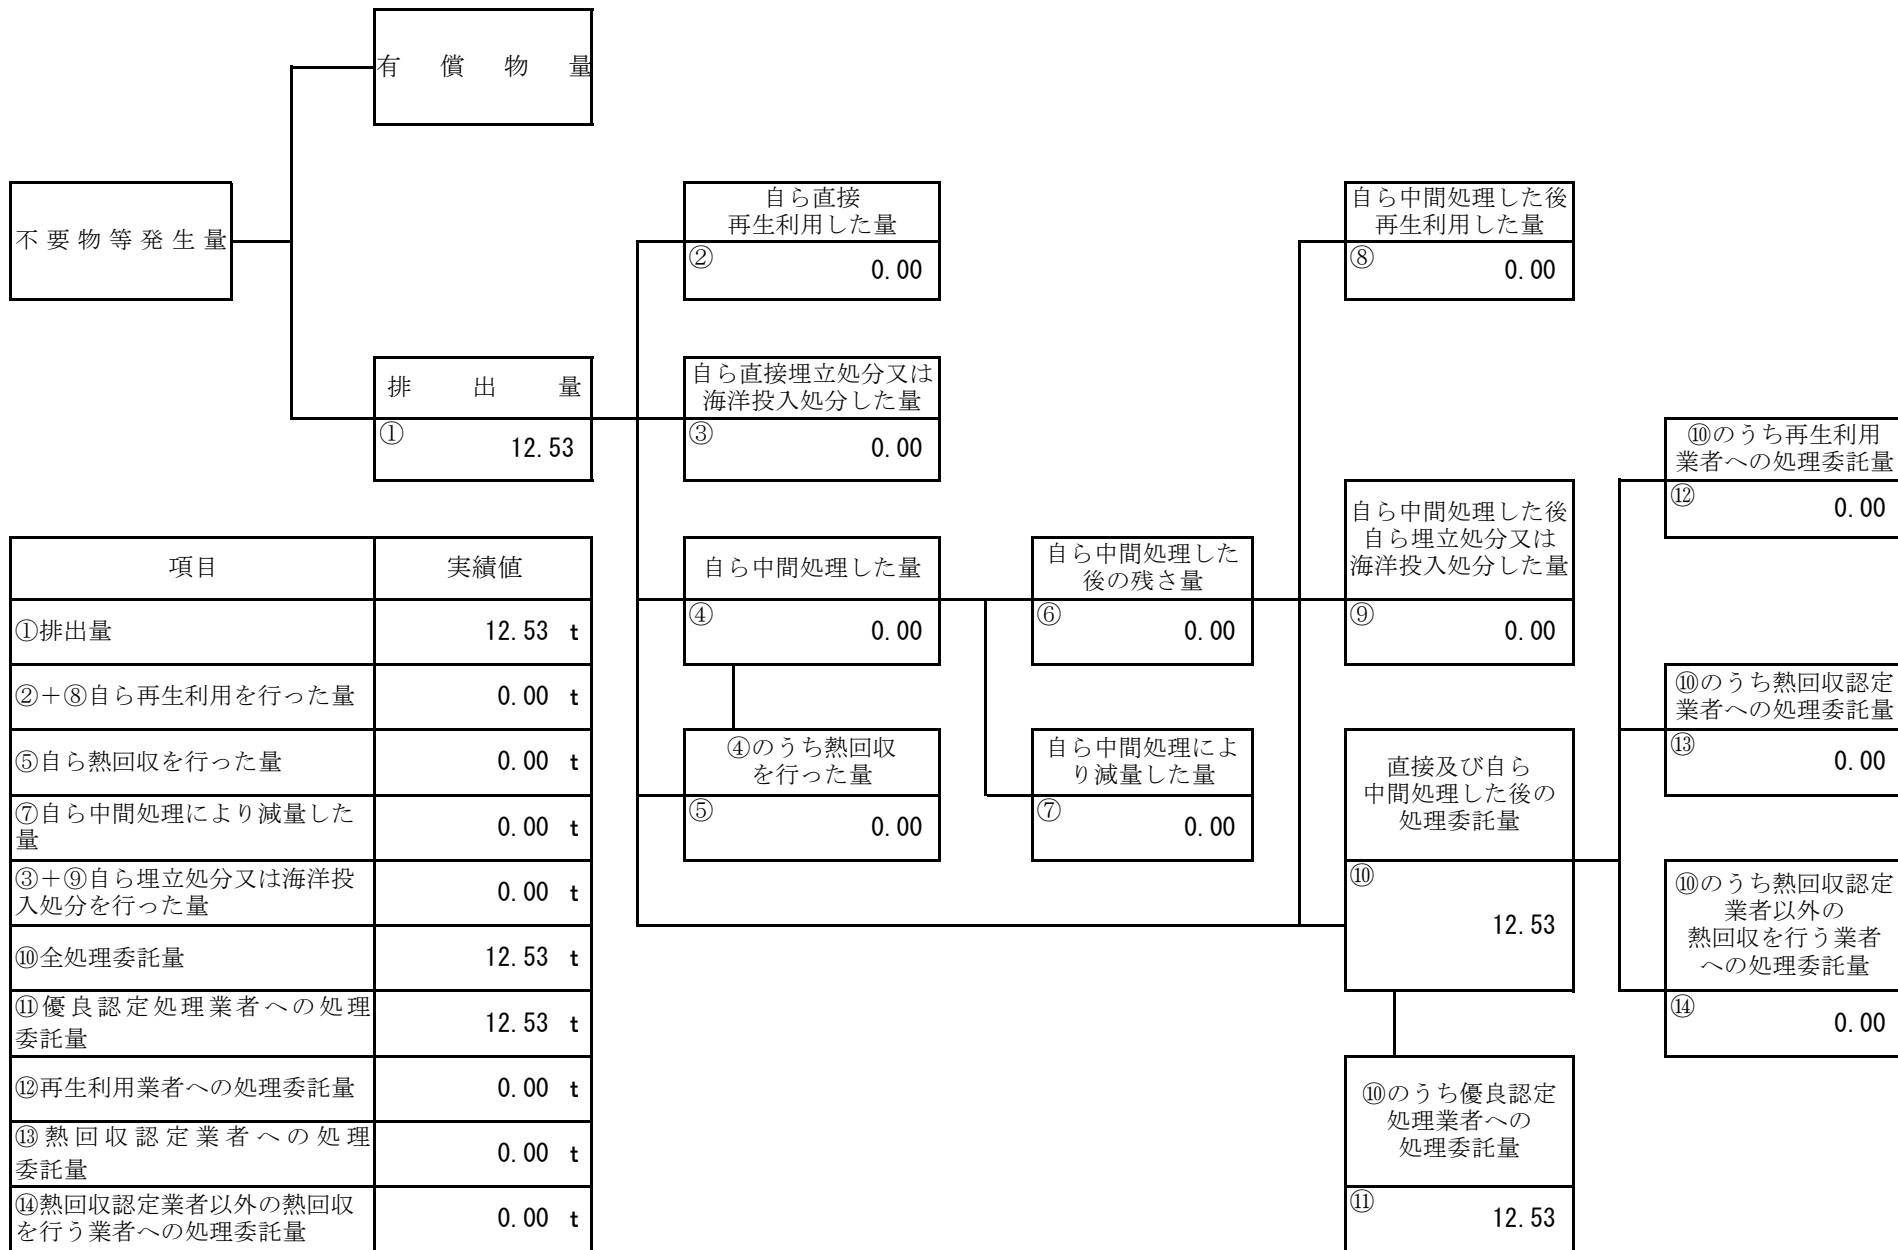 有償物量
不要物等発生量
自ら直接
再生利用した量
②
0.00
自ら中間処理した後
再生利用した量
⑧
0.00
排出量
①
12.53
自ら直接埋立処分又は
海洋投入処分した量
③
0.00
⑩のうち再生利用
業者への処理委託量
⑫
0.00
自ら中間処理した量
④
0.00
自ら中間処理した
後の残さ量
⑥
0.00
自ら中間処理した後
自ら埋立処分又は
海洋投入処分した量
⑨
0.00
⑩のうち熱回収認定
業者への処理委託量
⑬
0.00
④のうち熱回収
を行った量
⑤
0.00
自ら中間処理によ
り減量した量
⑦
0.00
直接及び自ら
中間処理した後の
処理委託量
⑩
12.53
⑩のうち熱回収認定
業者以外の
熱回収を行う業者
への処理委託量
⑭
0.00
⑩のうち優良認定
処理業者への
処理委託量
⑪
12.53
項目 実績値
①排出量 12.53 t
②+⑧自ら再生利用を行った量 0.00 t
⑤自ら熱回収を行った量 0.00 t
⑦自ら中間処理により減量した
量 0.00 t
③+⑨自ら埋立処分又は海洋投
入処分を行った量 0.00 t
⑩全処理委託量 12.53 t
⑪優良認定処理業者への処理
委託量 12.53 t
⑫再生利用業者への処理委託量 0.00 t
⑬熱回収認定業者への処理
委託量 0.00 t
⑭熱回収認定業者以外の熱回収
を行う業者への処理委託量 0.00 t